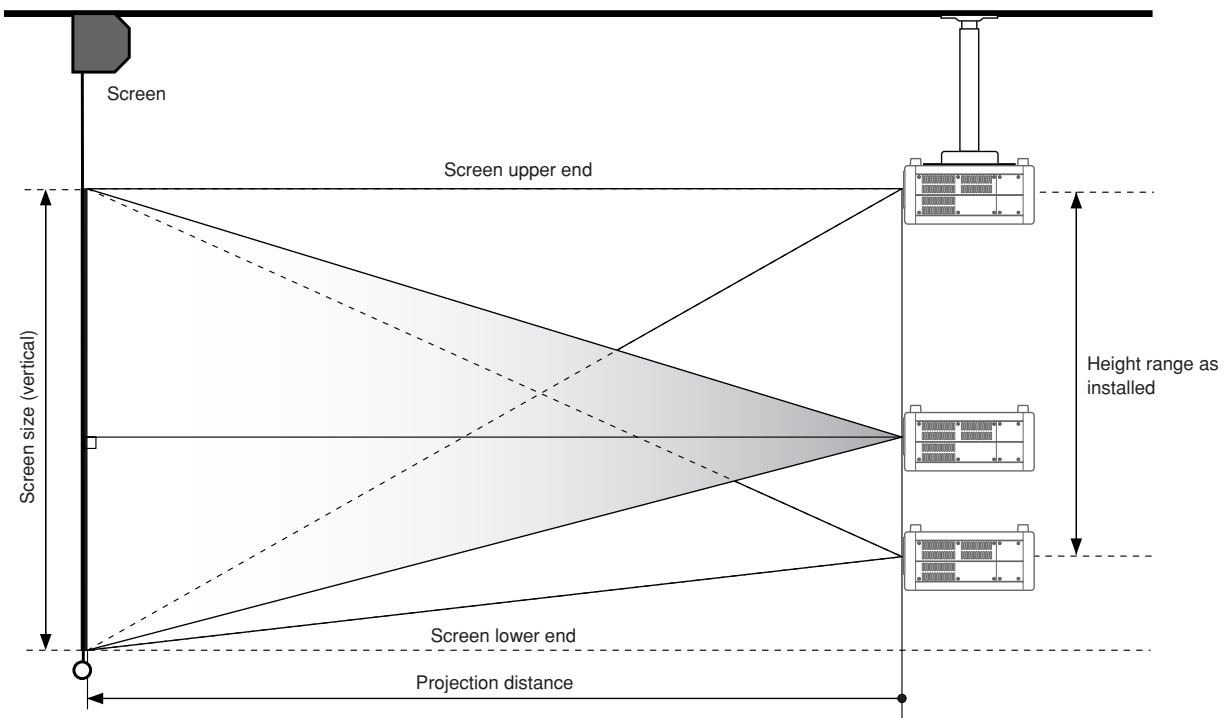 Screen
Screen upper end
Screen size (vertical)
Height range as
installed
Screen lower end
Projection distance